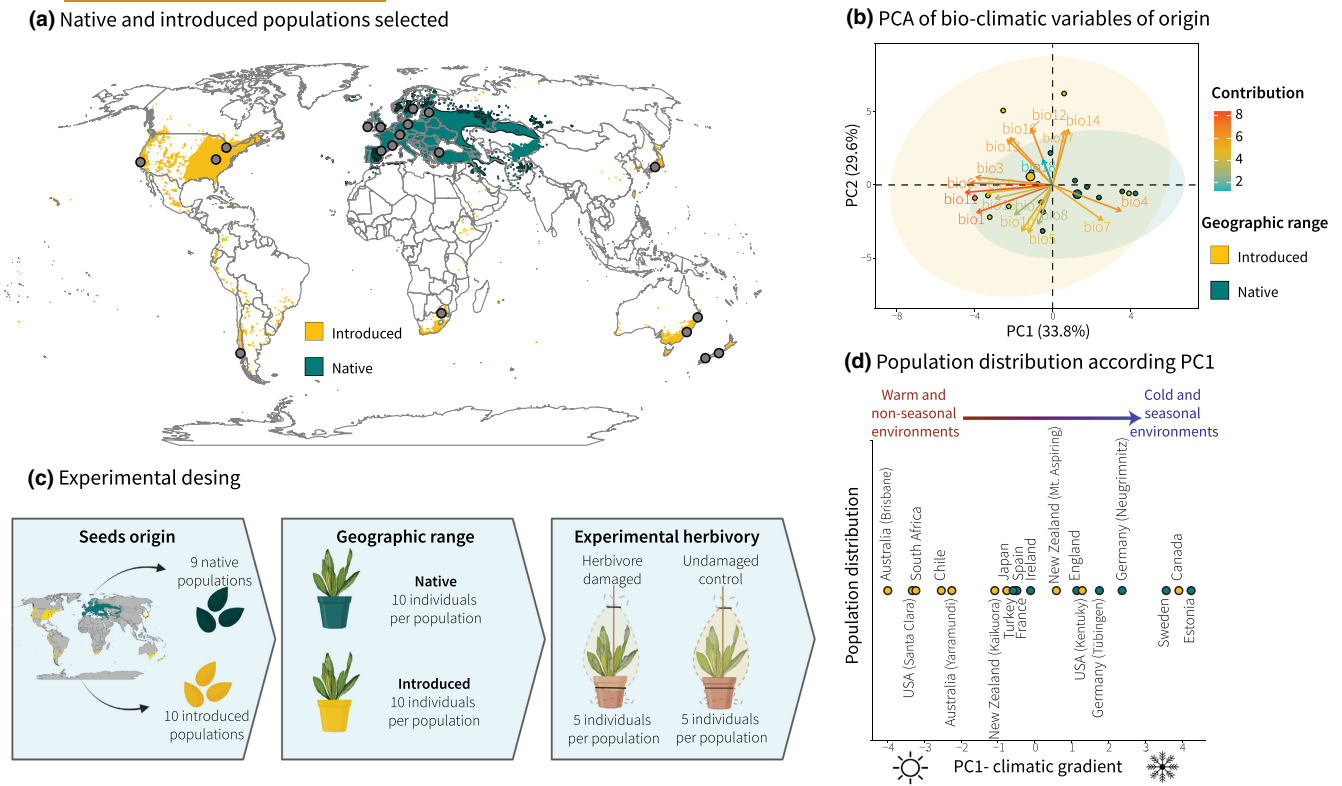 (a) Native and introduced populations selected
Introduced
Native
(b) PCA of bio-climatic variables of origin
PC2 (29.6%)
5
0
−5
bio12
bio14
bio3
bio1
bio8
bio5
bio7
bio4
−8
−4
0
4
PC1 (33.8%)
Contribution
8
6
4
2
Geographic range
Introduced
Native
(c) Experimental desing
Seeds origin
9 native
populations
10 introduced
populations
Geographic range
Native
10 individuals
per population
Introduced
10 individuals
per population
Experimental herbivory
Herbivore
damaged
Undamaged
control
5 individuals
per population
5 individuals
per population
(d) Population distribution according PC1
Warm and
non-seasonal
environments
Cold and
seasonal
environments
Population distribution
Australia (Brisbane)
USA (Santa Clara)
South Africa
Chile
Australia (Yarramundi)
New Zealand (Kaikuora)
Japan
Turkey
Spain
France
Ireland
New Zealand (Mt. Aspiring)
England
USA (Kentuky)
Germany (Tübingen)
Germany (Neugrimnitz)
Sweden
Canada
Estonia
−4
−3
−2
−1
0
1
2
3
4
PC1- climatic gradient